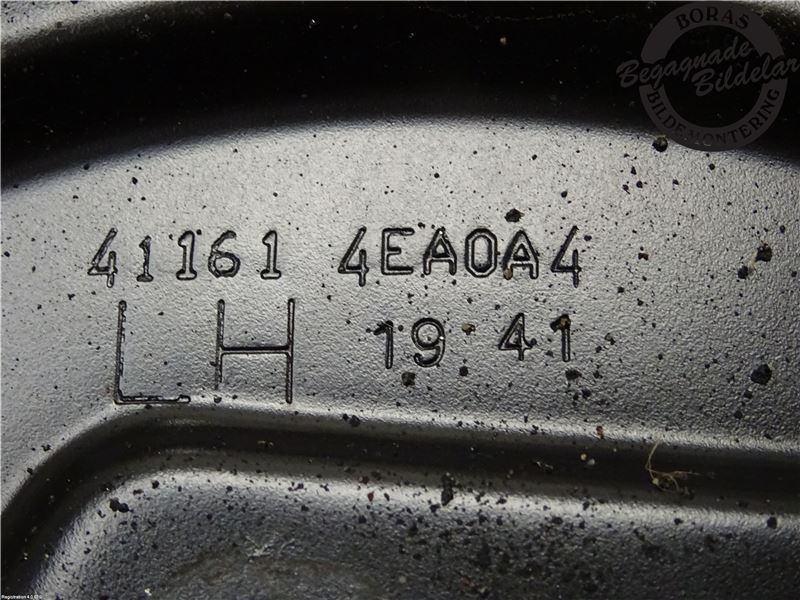 BORAS
Begagnade
Bildelar
BILDEMONTERING
41161 4EA0A4
LH 19 41